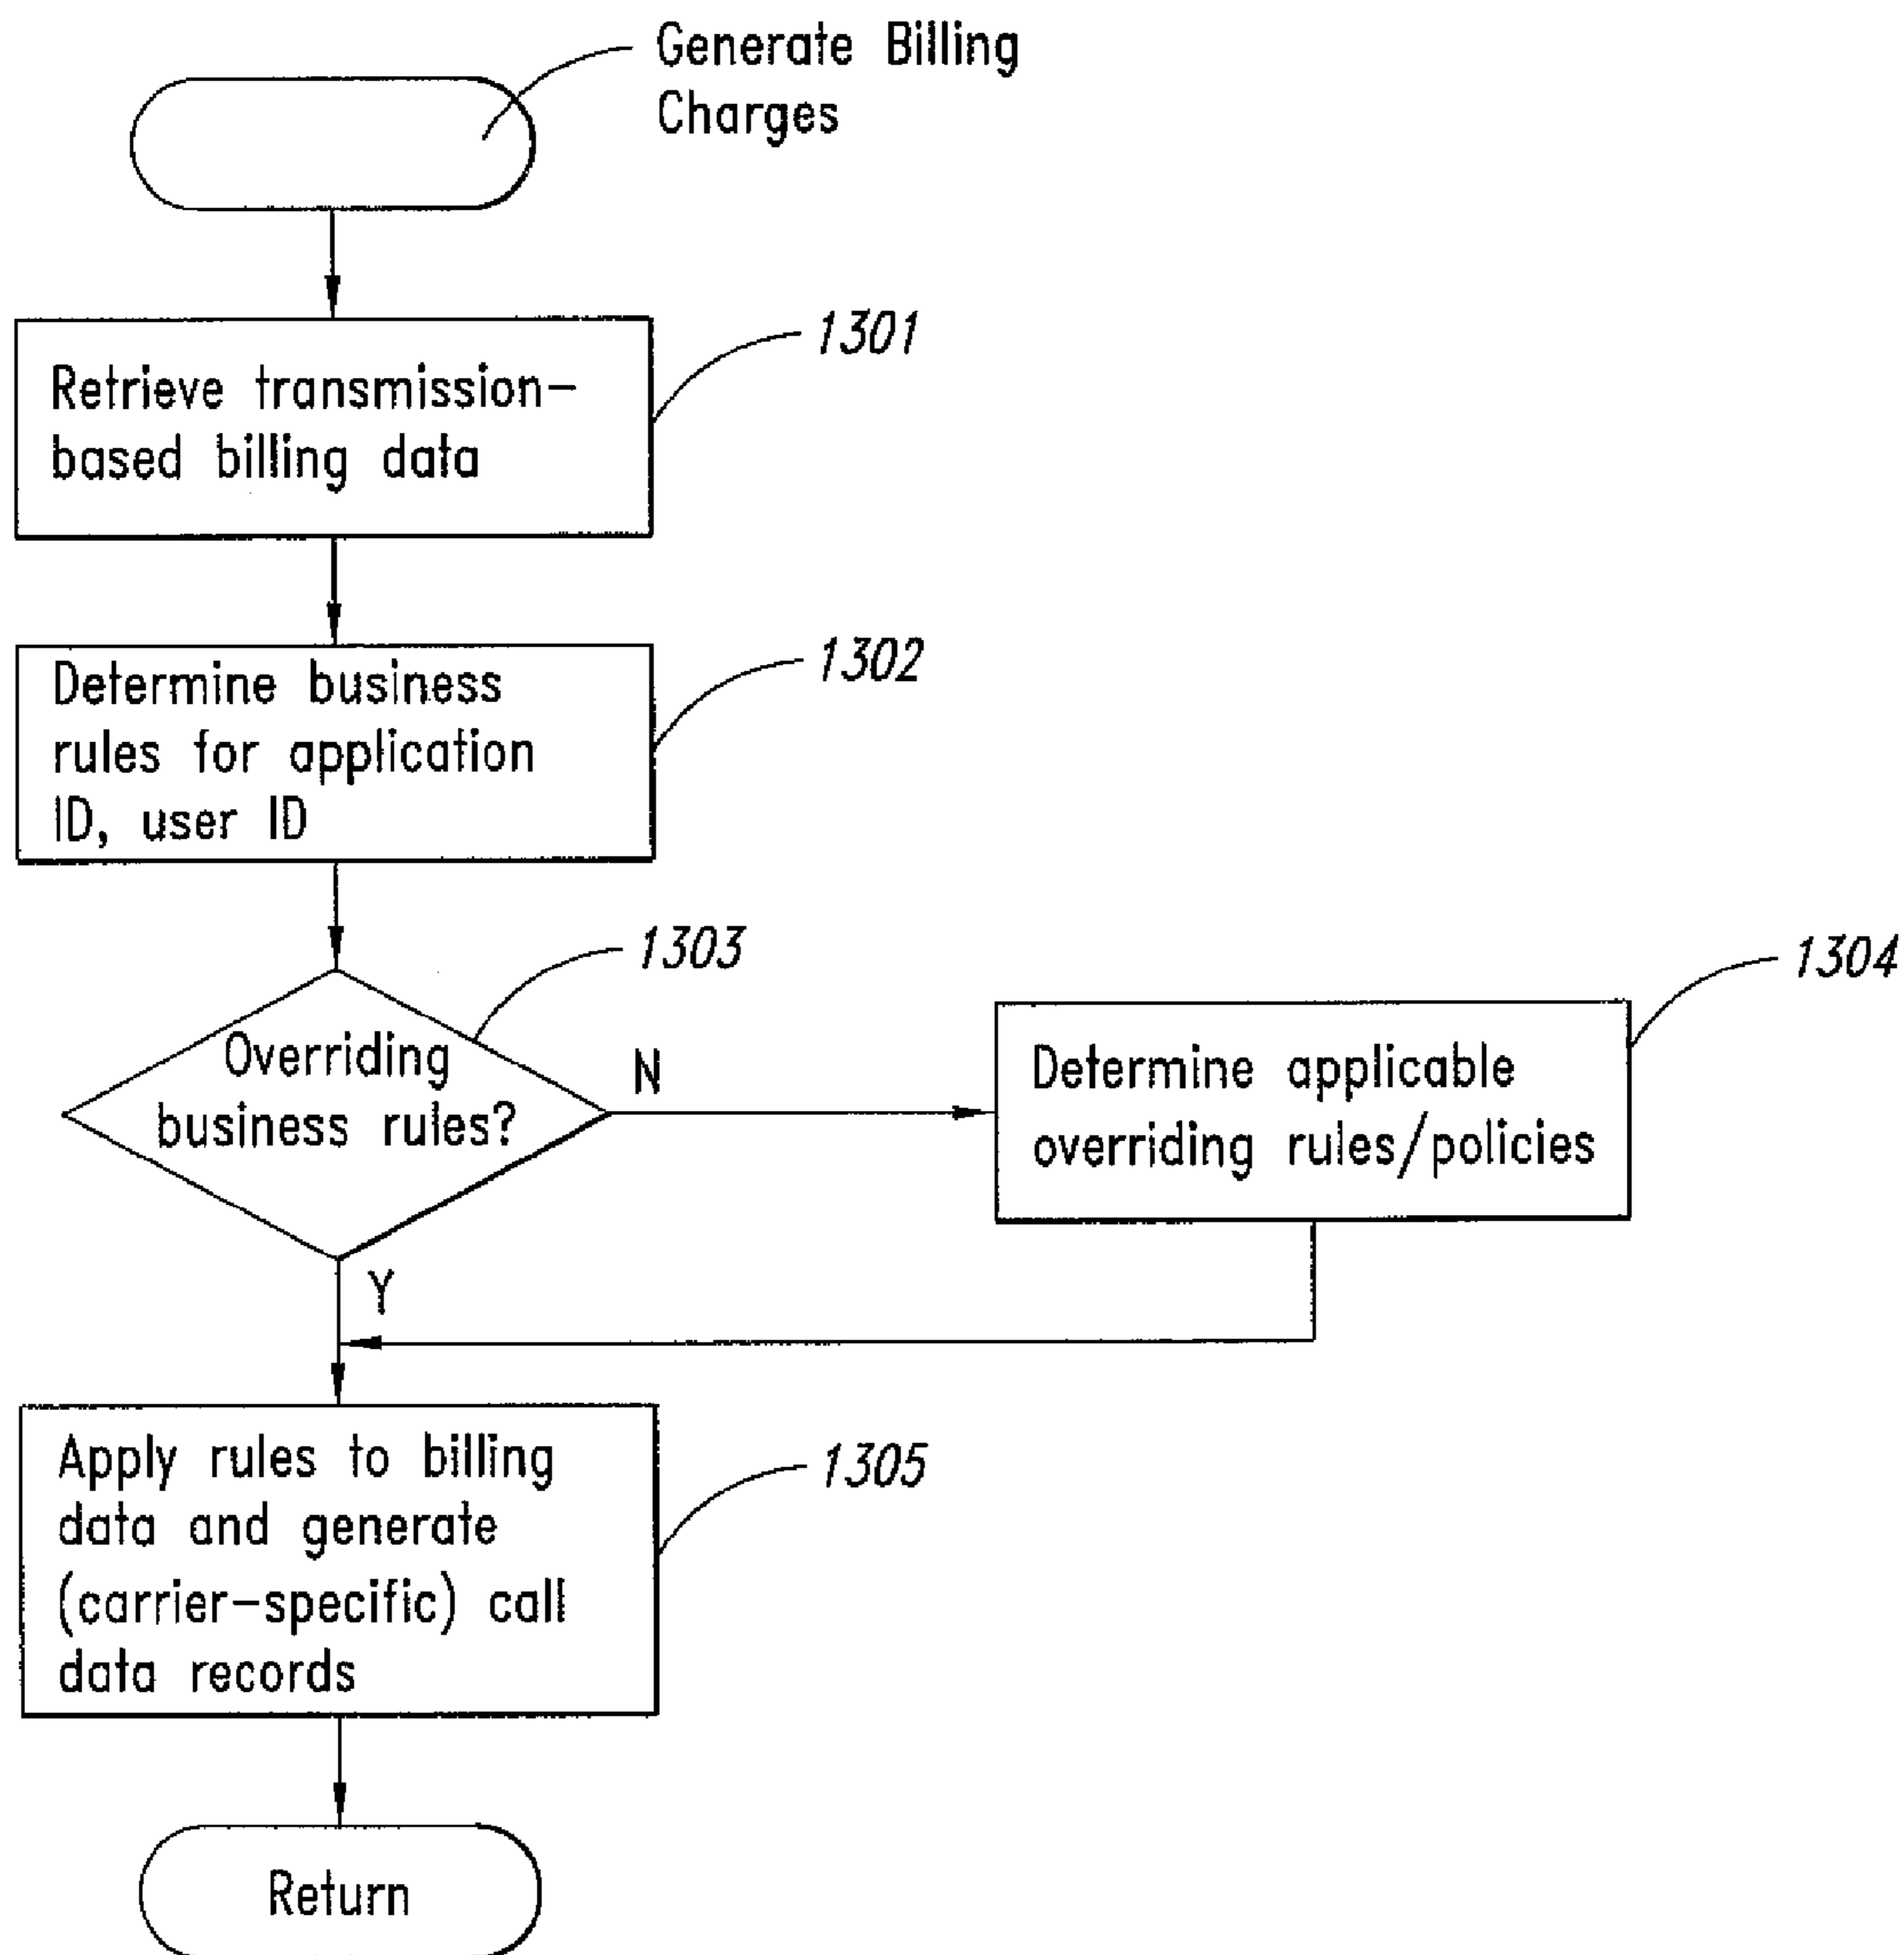 Generate Billing
Charges
1301
Retrieve transmission-
based billing data
1302
Determine business
rules for application
ID, user ID
1303
Overriding
business rules?
N
Y
1304
Determine applicable
overriding rules/policies
1305
Apply rules to billing
data and generate
(carrier-specific) call
data records
Return